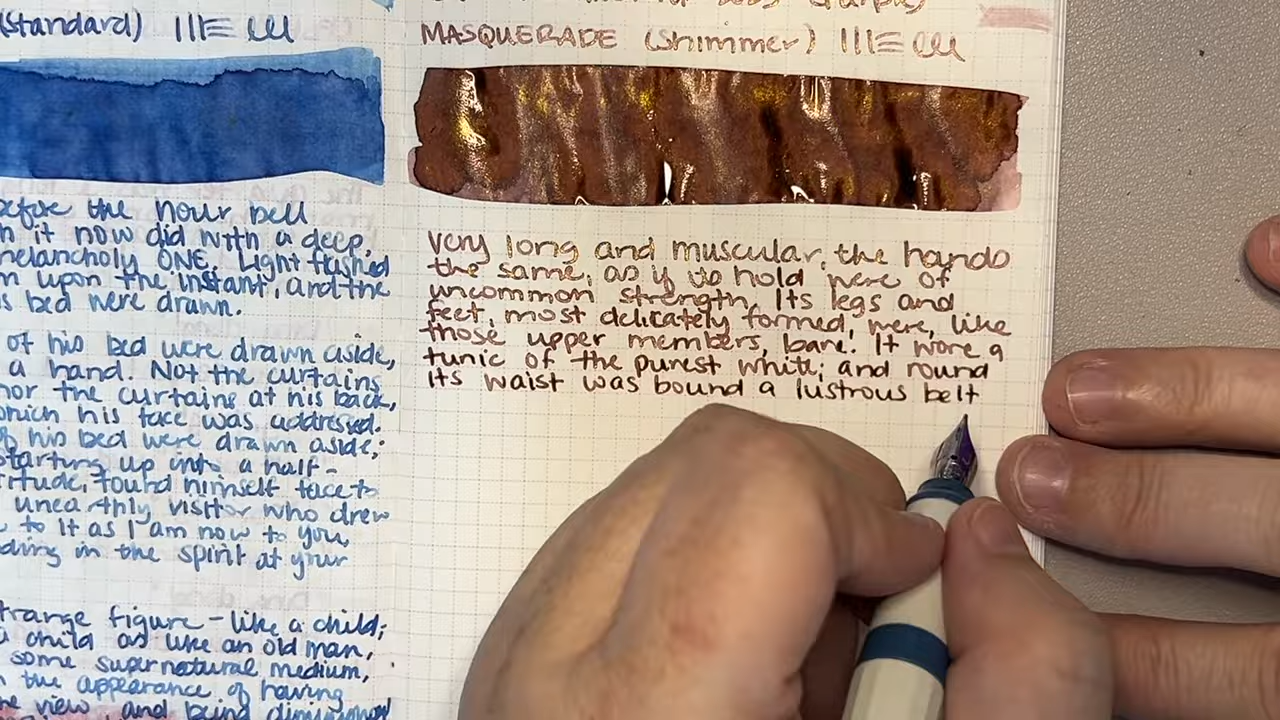 (Standard)
before the hour bell
it now did with a deep,
melancholy ONE. Light flashed
upon the instant, and the
bed were drawn.
of his bed were drawn aside,
a hand. Not the curtains
nor the curtains at his back,
which his face was addressed.
of his bed were drawn aside;
starting up into a half-
found himself face to
unearthly visitor who drew
to it as I am now to you,
in the spirit at your
figure - like a child;
child as like an old man,
some supernatural medium,
the appearance of having
view and being diminished
MASQUERADE (Shimmer)
very long and muscular, the hands
the same, as if its hold were of
uncommon strength. Its legs and
feet, most delicately formed, were, like
those upper members, bare. It wore a
tunic of the purest white; and round
its waist was bound a lustrous belt